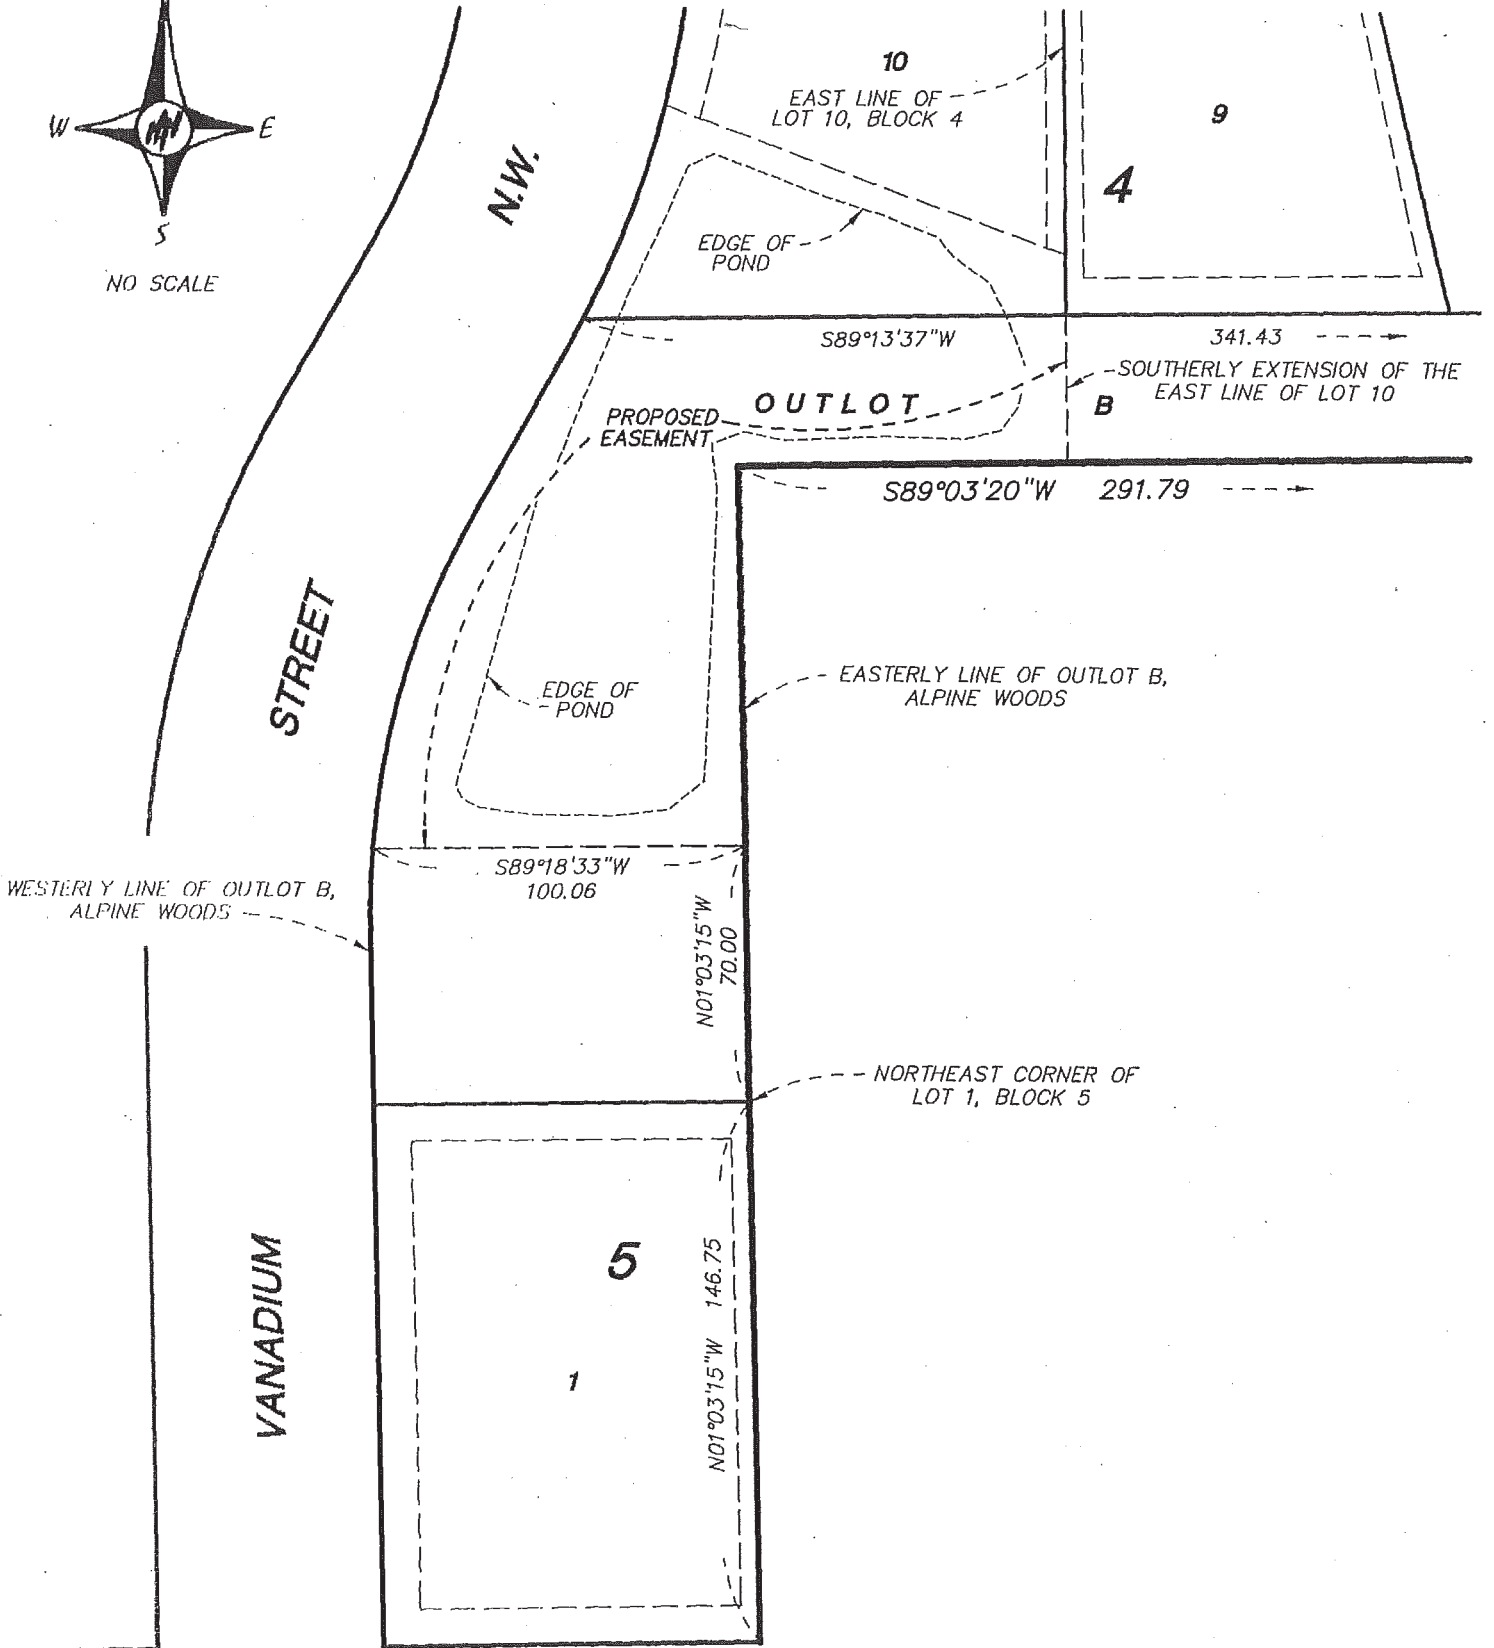 10
EAST LINE OF
LOT 10, BLOCK 4
9
W
E
4
N.W.
S
EDGE OF
POND
NO SCALE
S89°13'37"W
341.43
SOUTHERLY EXTENSION OF THE
EAST LINE OF LOT 10
OUTLOT
B
PROPOSED
EASEMENT
S89°03'20"W 291.79
STREET
EDGE OF
POND
EASTERLY LINE OF OUTLOT B,
ALPINE WOODS
S89°18'33"W
100.06
WESTERLY LINE OF OUTLOT B,
ALPINE WOODS
N01°03'15"W
70.00
NORTHEAST CORNER OF
LOT 1, BLOCK 5
5
VANADIUM
N01°03'15"W 146.75
1